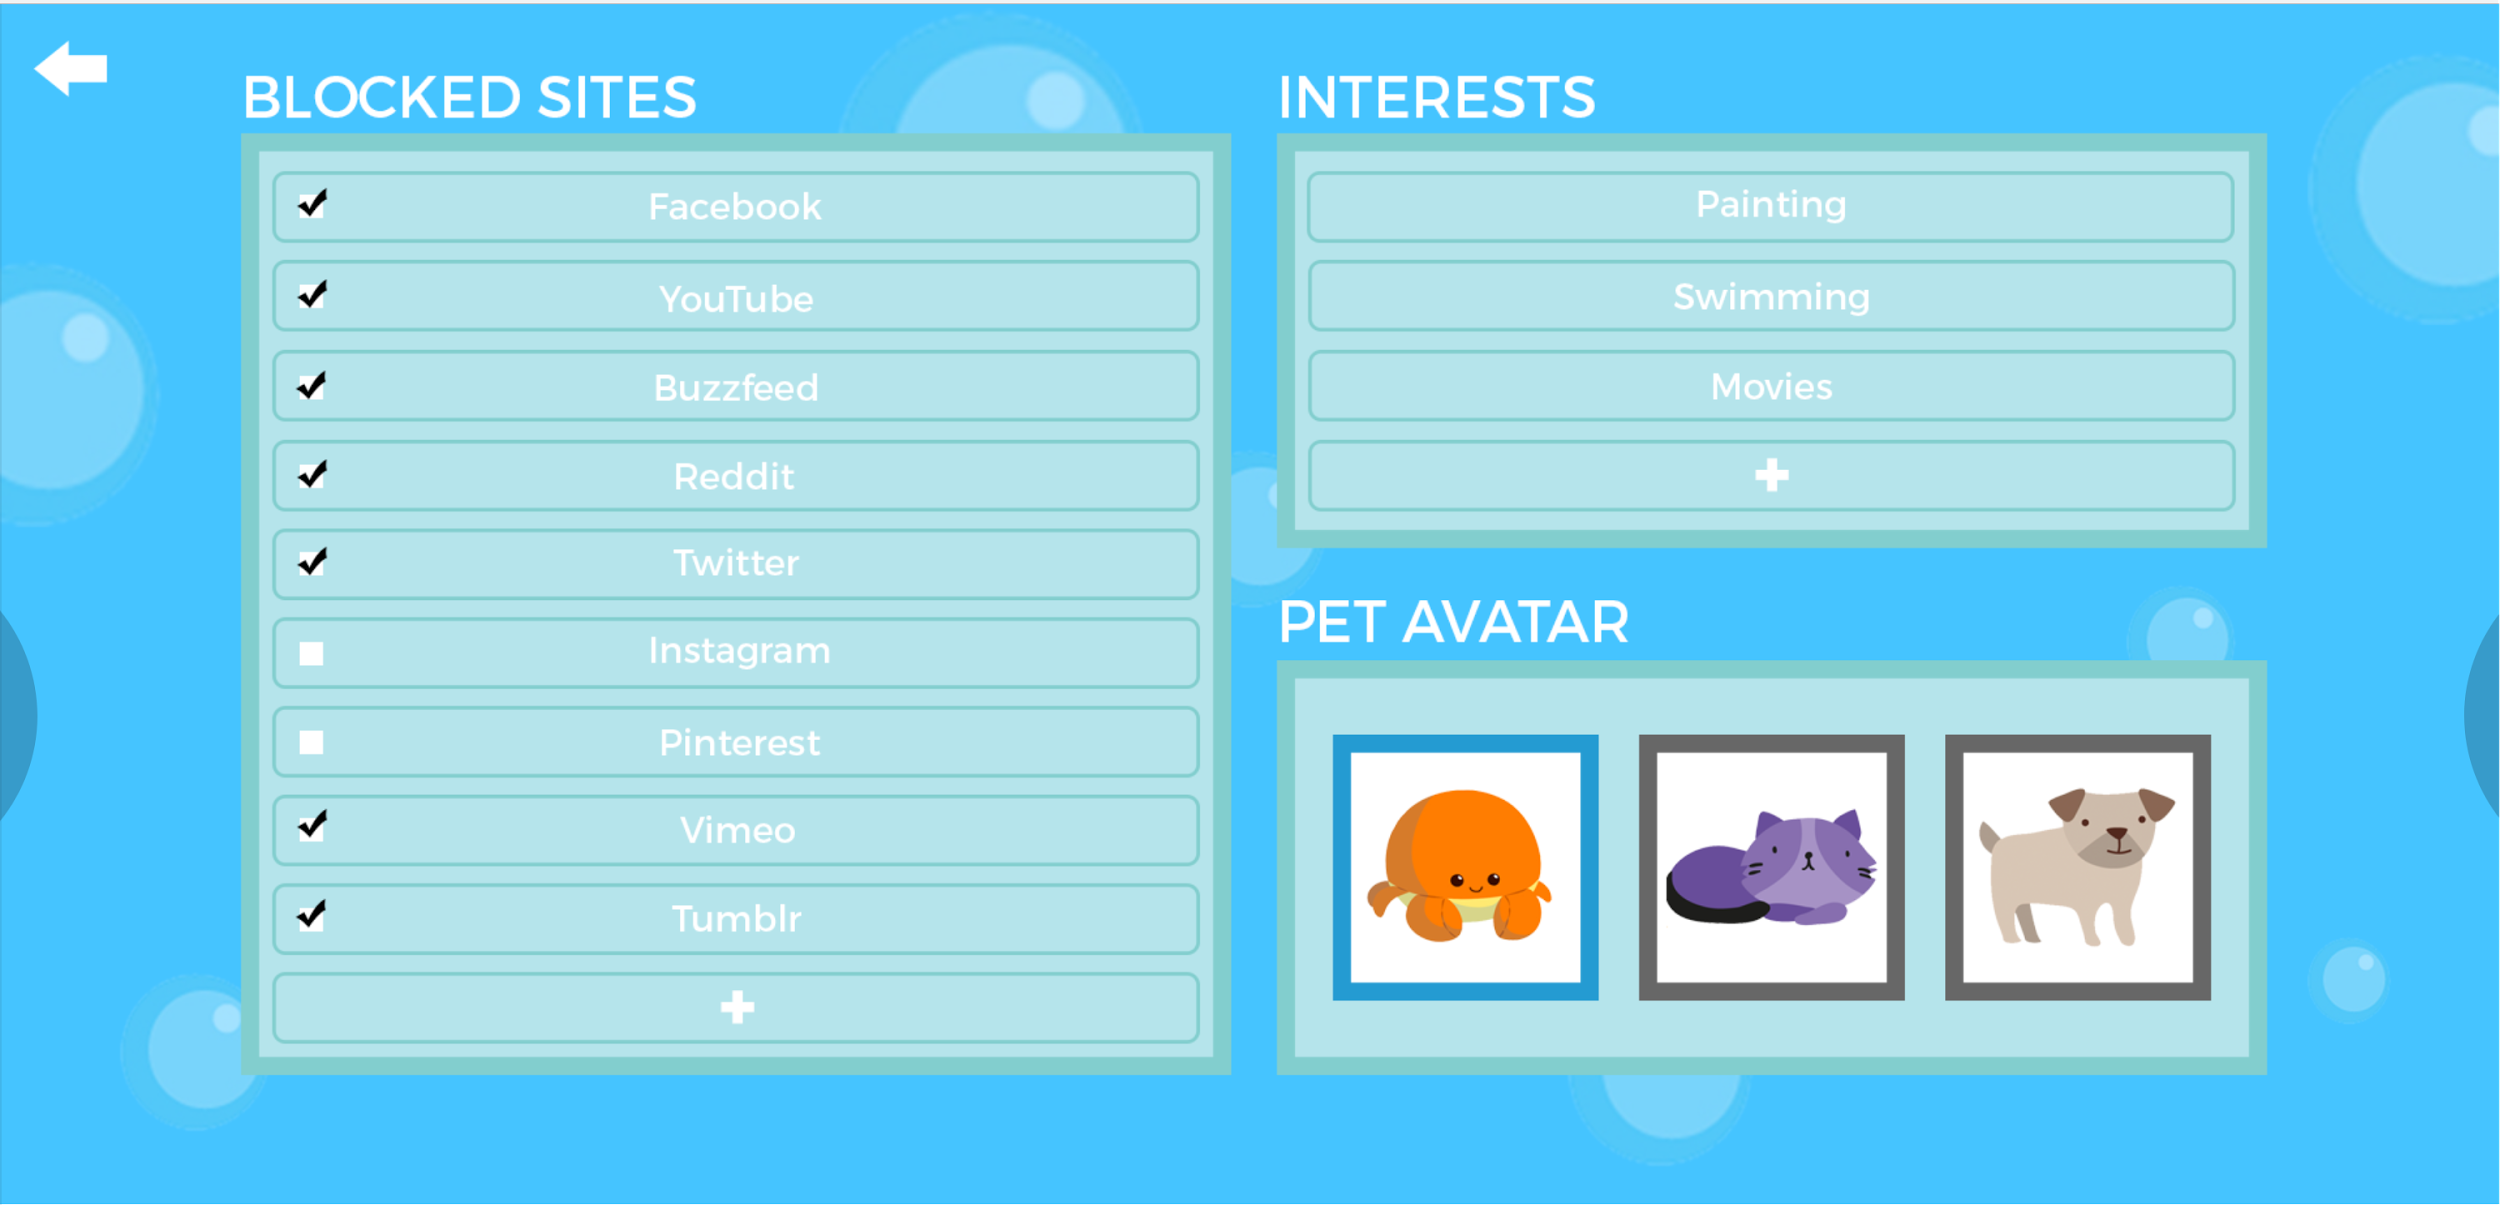 BLOCKED SITES
Facebook
YouTube
Buzzfeed
Reddit
Twitter
Instagram
Pinterest
Vimeo
Tumblr
INTERESTS
Painting
Swimming
Movies
PET AVATAR